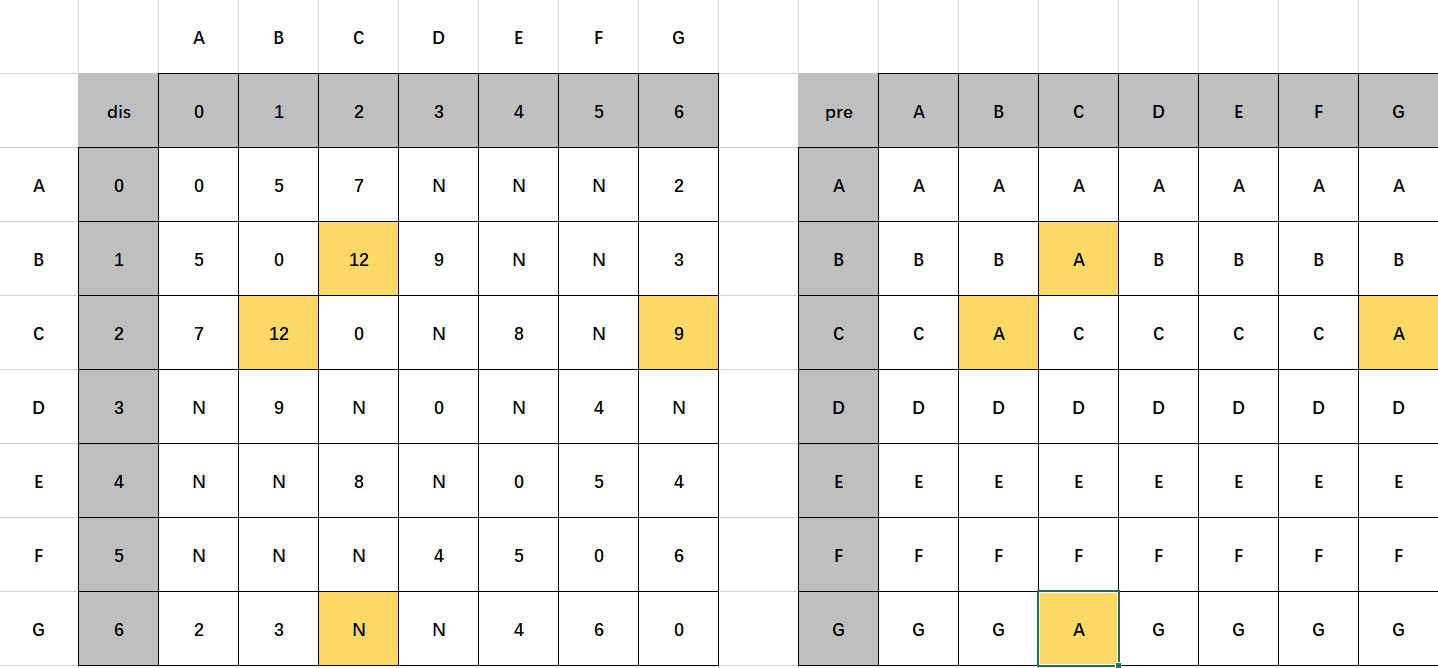 A B C D E F G
dis 0 1 2 3 4 5 6 pre A B C D E F G
A 0 0 5 7 N N N 2 A A A A A A A A
B 1 5 0 12 9 N N 3 B B B A B B B B
C 2 7 12 0 N 8 N 9 C C A C C C C A
D 3 N 9 N 0 N 4 N D D D D D D D D
E 4 N N 8 N 0 5 4 E E E E E E E E
F 5 N N N 4 5 0 6 F F F F F F F F
G 6 2 3 N N 4 6 0 G G G A G G G G